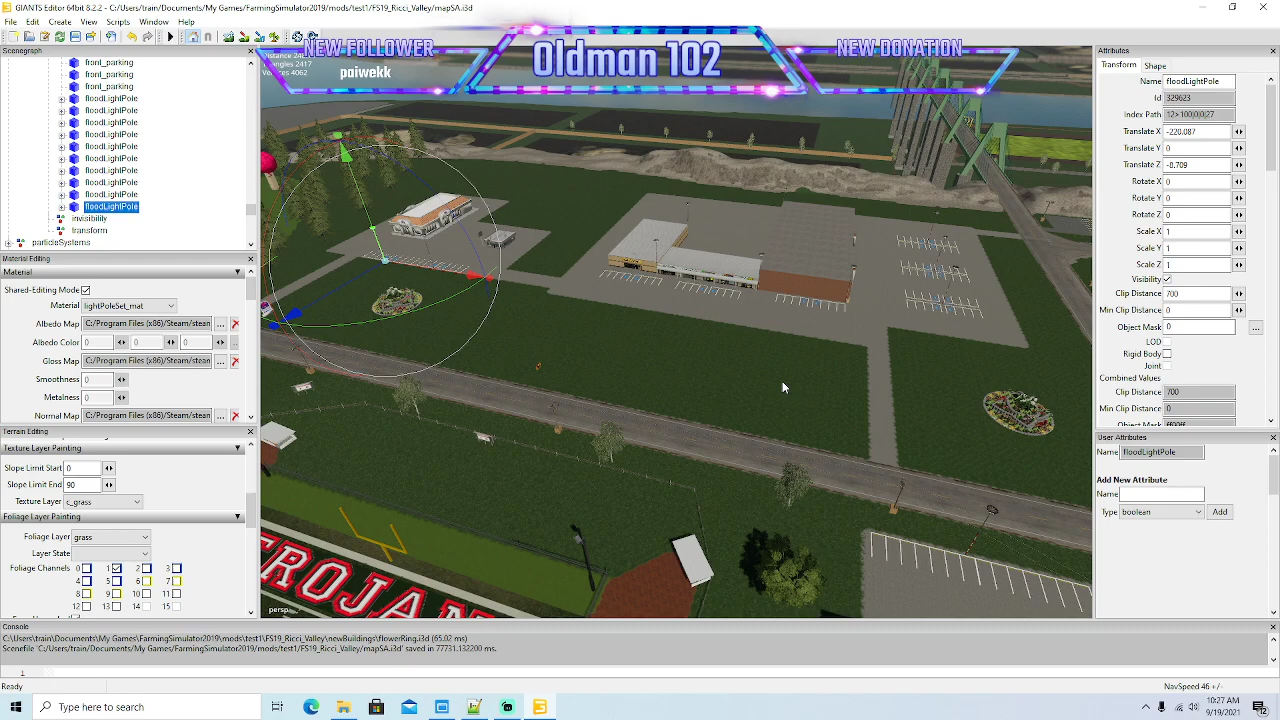 GIANTS Editor 64bit 8.2.2 - C:/Users/train/Documents/My Games/FarmingSimulator2019/mods/test1/FS19_Ricci_Valley/mapSA.i3d*
File
Help
Scenegraph
NEW FOLLOWER
Oldman 102
NEW DONATION
paiwekk
Triangles 2417
Vertices 4062
front_parking
front_parking
front_parking
floodLightPole
floodLightPole
floodLightPole
floodLightPole
floodLightPole
floodLightPole
floodLightPole
floodLightPole
floodLightPole
floodLightPole
invisibility
transform
particleSystems
Material Editing
Material
Shared-Editing Mode
Material lightPoleSet_mat
Albedo Map C:/Program Files (x86)/Steam/stean ...
Albedo Color 0 0 0
Gloss Map C:/Program Files (x86)/Steam/stean ...
Smoothness 0
Metalness 0
Normal Map C:/Program Files (x86)/Steam/stean ...
Terrain Editing
Texture Layer Painting
Slope Limit Start 0
Slope Limit End 90
Texture Layer c_grass
Foliage Layer Painting
Foliage Layer grass
Layer State
Foliage Channels 0 1 2 3
4 5 6 7
8 9 10 11
12 13 14 15
TROJAN
persp
Attributes
Transform Shape
Name floodLightPole
Id 329623
Translate X -220.087
Translate Y 0
Translate Z -8.709
Rotate X 0
Rotate Y 0
Rotate Z 0
Scale X 1
Scale Y 1
Scale Z 1
Visibility
Clip Distance 700
Min Clip Distance 0
Object Mask 0 ...
LOD
Rigid Body
Joint
Combined Values
Clip Distance 700
Min Clip Distance 0
User Attributes
Name floodLightPole
Add New Attribute
Name
Type boolean Add
Console
C:\Users\train\Documents\My Games\FarmingSimulator2019\mods\test1\FS19_Ricci_Valley\newBuildings\flowerRing.i3d (65.02 ms)
Scenefile 'C:/Users/train/Documents/My Games/FarmingSimulator2019/mods/test1/FS19_Ricci_Valley/mapSA.i3d' saved in 77731.132200 ms.
1
Ready
NavSpeed 46 +/-
Type here to search
10:27 AM
9/19/2021
12